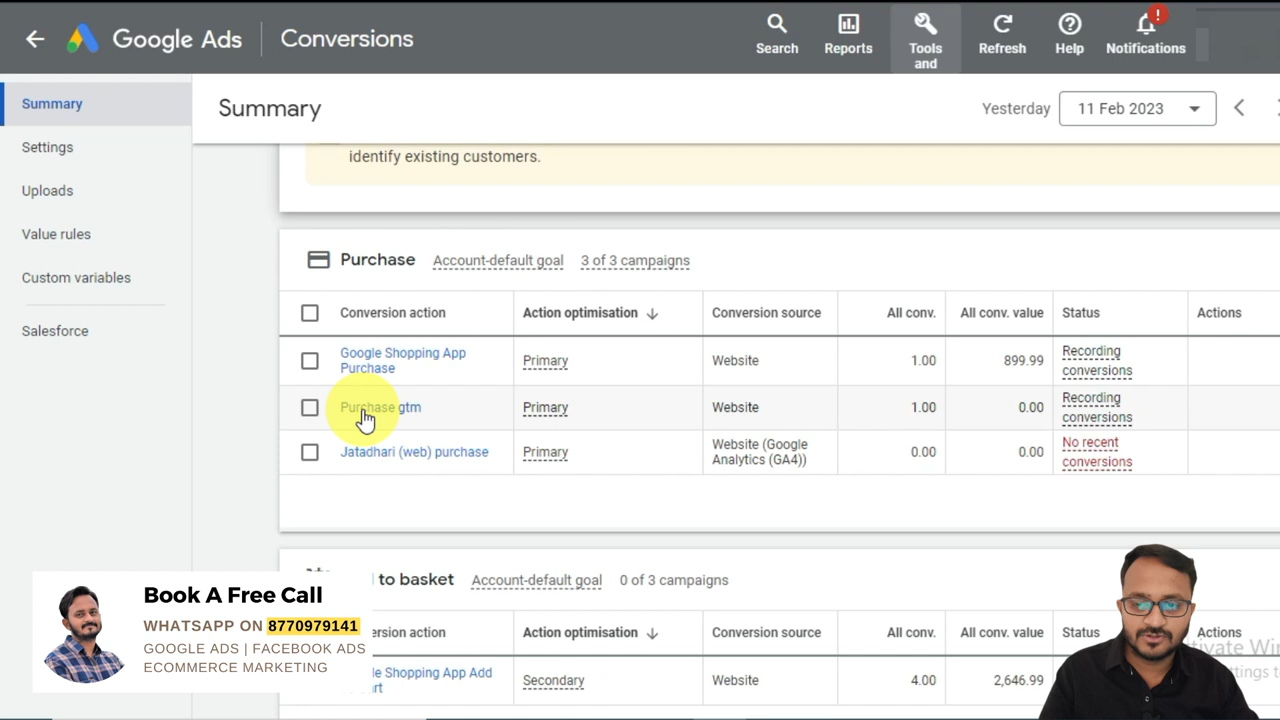 Google Ads
Conversions
Search
Reports
Tools
and
Refresh
Help
Notifications
!
Summary
Settings
Uploads
Value rules
Custom variables
Salesforce
Summary
Yesterday
11 Feb 2023
identify existing customers.
Purchase
Account-default goal
3 of 3 campaigns
Conversion action
Action optimisation
Conversion source
All conv.
All conv. value
Status
Actions
Google Shopping App
Purchase
Primary
Website
1.00
899.99
Recording
conversions
Purchase gtm
Primary
Website
1.00
0.00
Recording
conversions
Jatadhari (web) purchase
Primary
Website (Google
Analytics (GA4))
0.00
0.00
No recent
conversions
to basket
Account-default goal
0 of 3 campaigns
Action optimisation
Conversion source
All conv.
All conv. value
Status
Actions
Shopping App Add
Secondary
Website
4.00
2,646.99
Book A Free Call
WHATSAPP ON 8770979141
GOOGLE ADS | FACEBOOK ADS
ECOMMERCE MARKETING